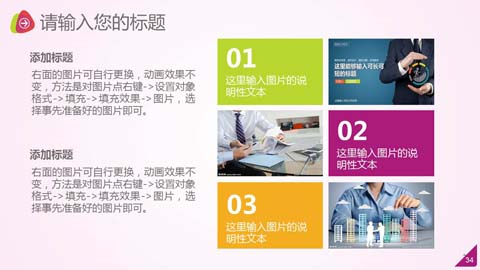 请输入您的标题
添加标题
右面的图片可自行更换，动画效果不
变，方法是对图片点右键->设置对象
格式->填充->填充效果->图片，选
择事先准备好的图片即可。
添加标题
右面的图片可自行更换，动画效果不
变，方法是对图片点右键->设置对象
格式->填充->填充效果->图片，选
择事先准备好的图片即可。
01
这里输入图片的说
明性文本
这里能够输入可长可
短的标题
02
这里输入图片的说
明性文本
03
这里输入图片的说
明性文本
34